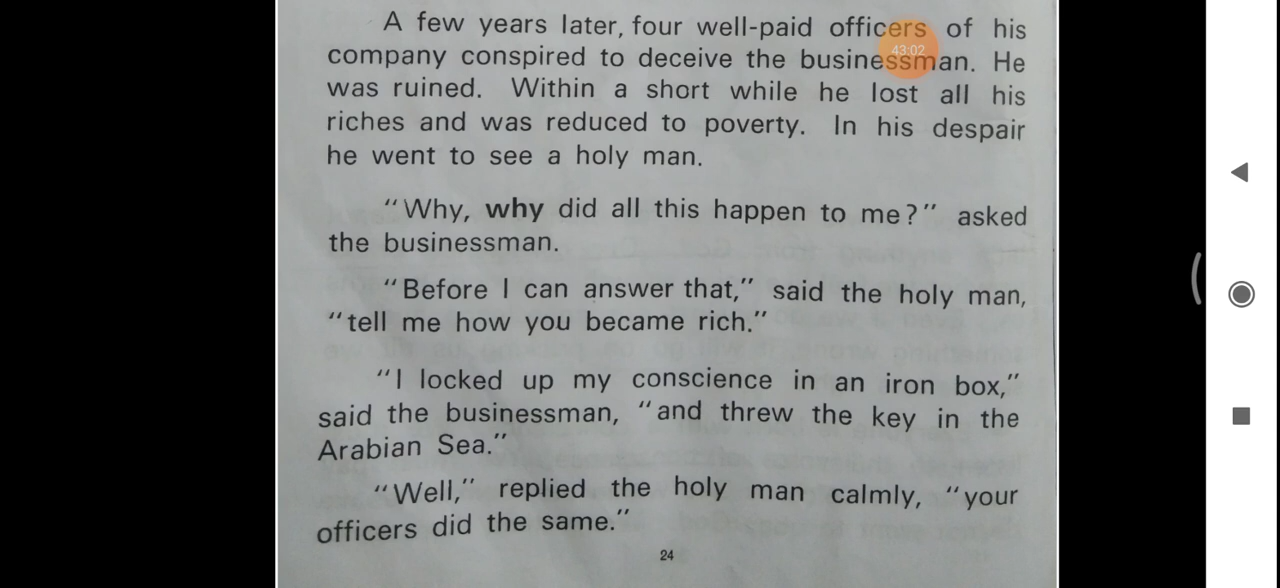 A few years later, four well-paid officers of his
company conspired to deceive the businessman. He
was ruined. Within a short while he lost all his
riches and was reduced to poverty. In his despair
he went to see a holy man.
"Why, why did all this happen to me?" asked
the businessman.
"Before I can answer that," said the holy man,
"tell me how you became rich."
"I locked up my conscience in an iron box,"
said the businessman, "and threw the key in the
Arabian Sea."
"Well," replied the holy man calmly, "your
officers did the same."
24
43:02